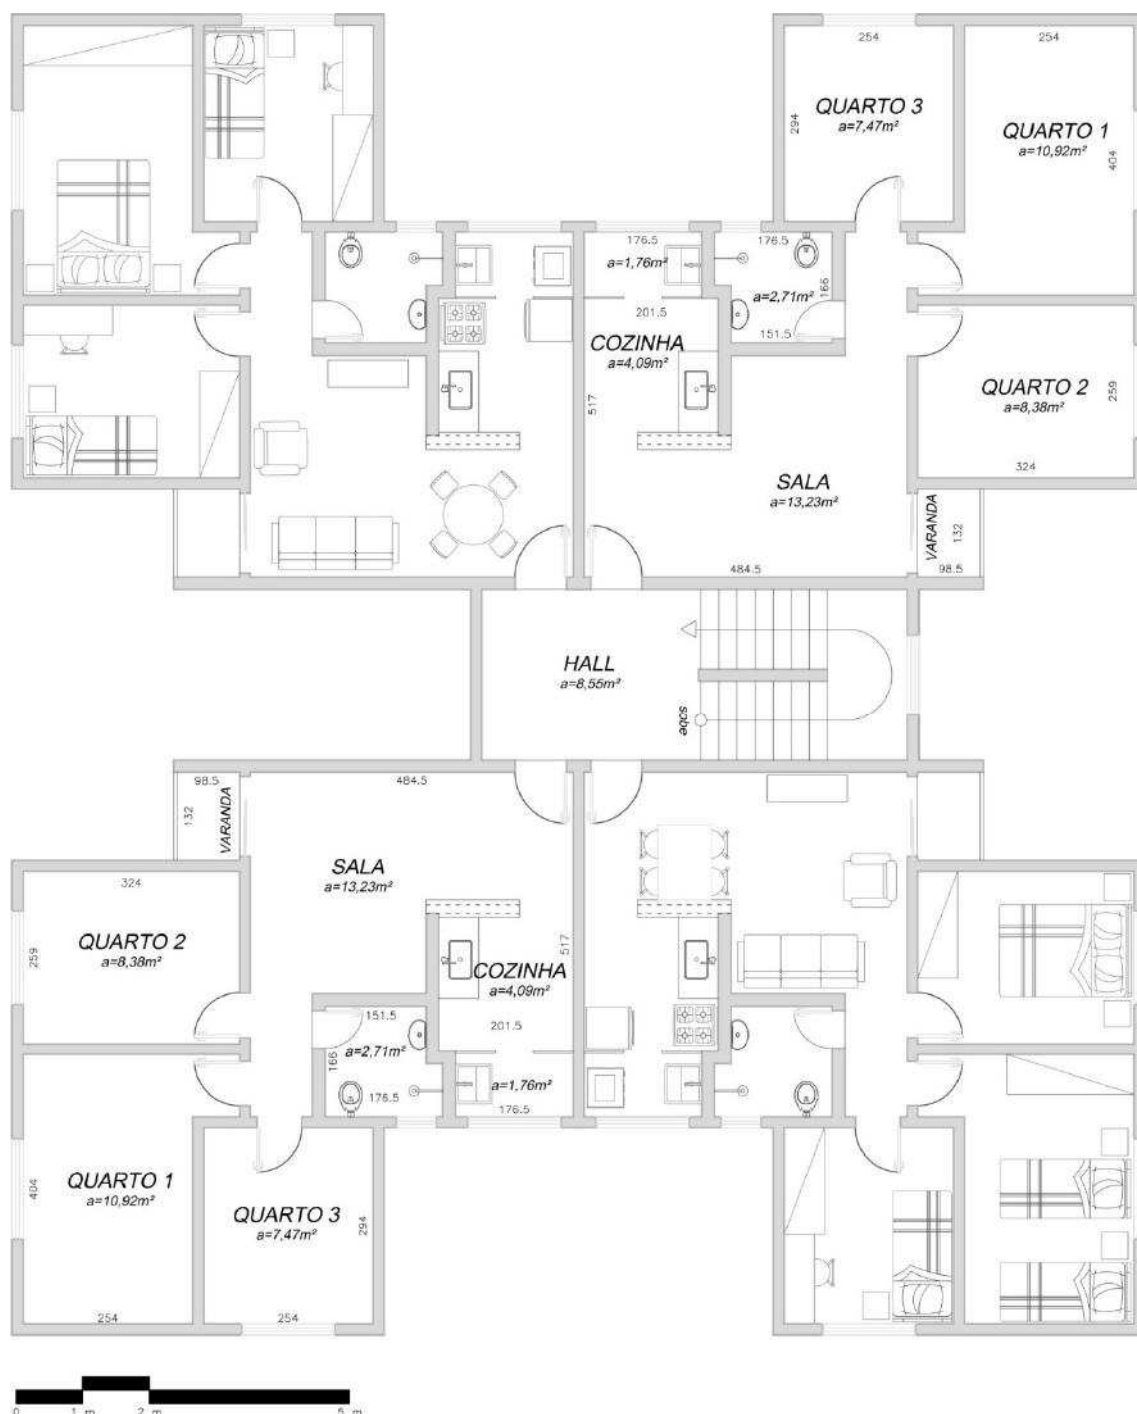 254
254
QUARTO 3
a=7,47m²
294
QUARTO 1
a=10,92m²
404
176.5
a=1,76m²
176.5
a=2,71m²
166
201.5
151.5
COZINHA
a=4,09m²
517
QUARTO 2
a=8,38m²
259
324
SALA
a=13,23m²
VARANDA
132
484.5
98.5
HALL
a=8,55m²
sobe
98.5
484.5
132
VARANDA
SALA
a=13,23m²
324
QUARTO 2
a=8,38m²
259
517
COZINHA
a=4,09m²
151.5
201.5
a=2,71m²
166
176.5
a=1,76m²
176.5
QUARTO 1
a=10,92m²
404
QUARTO 3
a=7,47m²
294
254
254
0 1 m 2 m 5 m